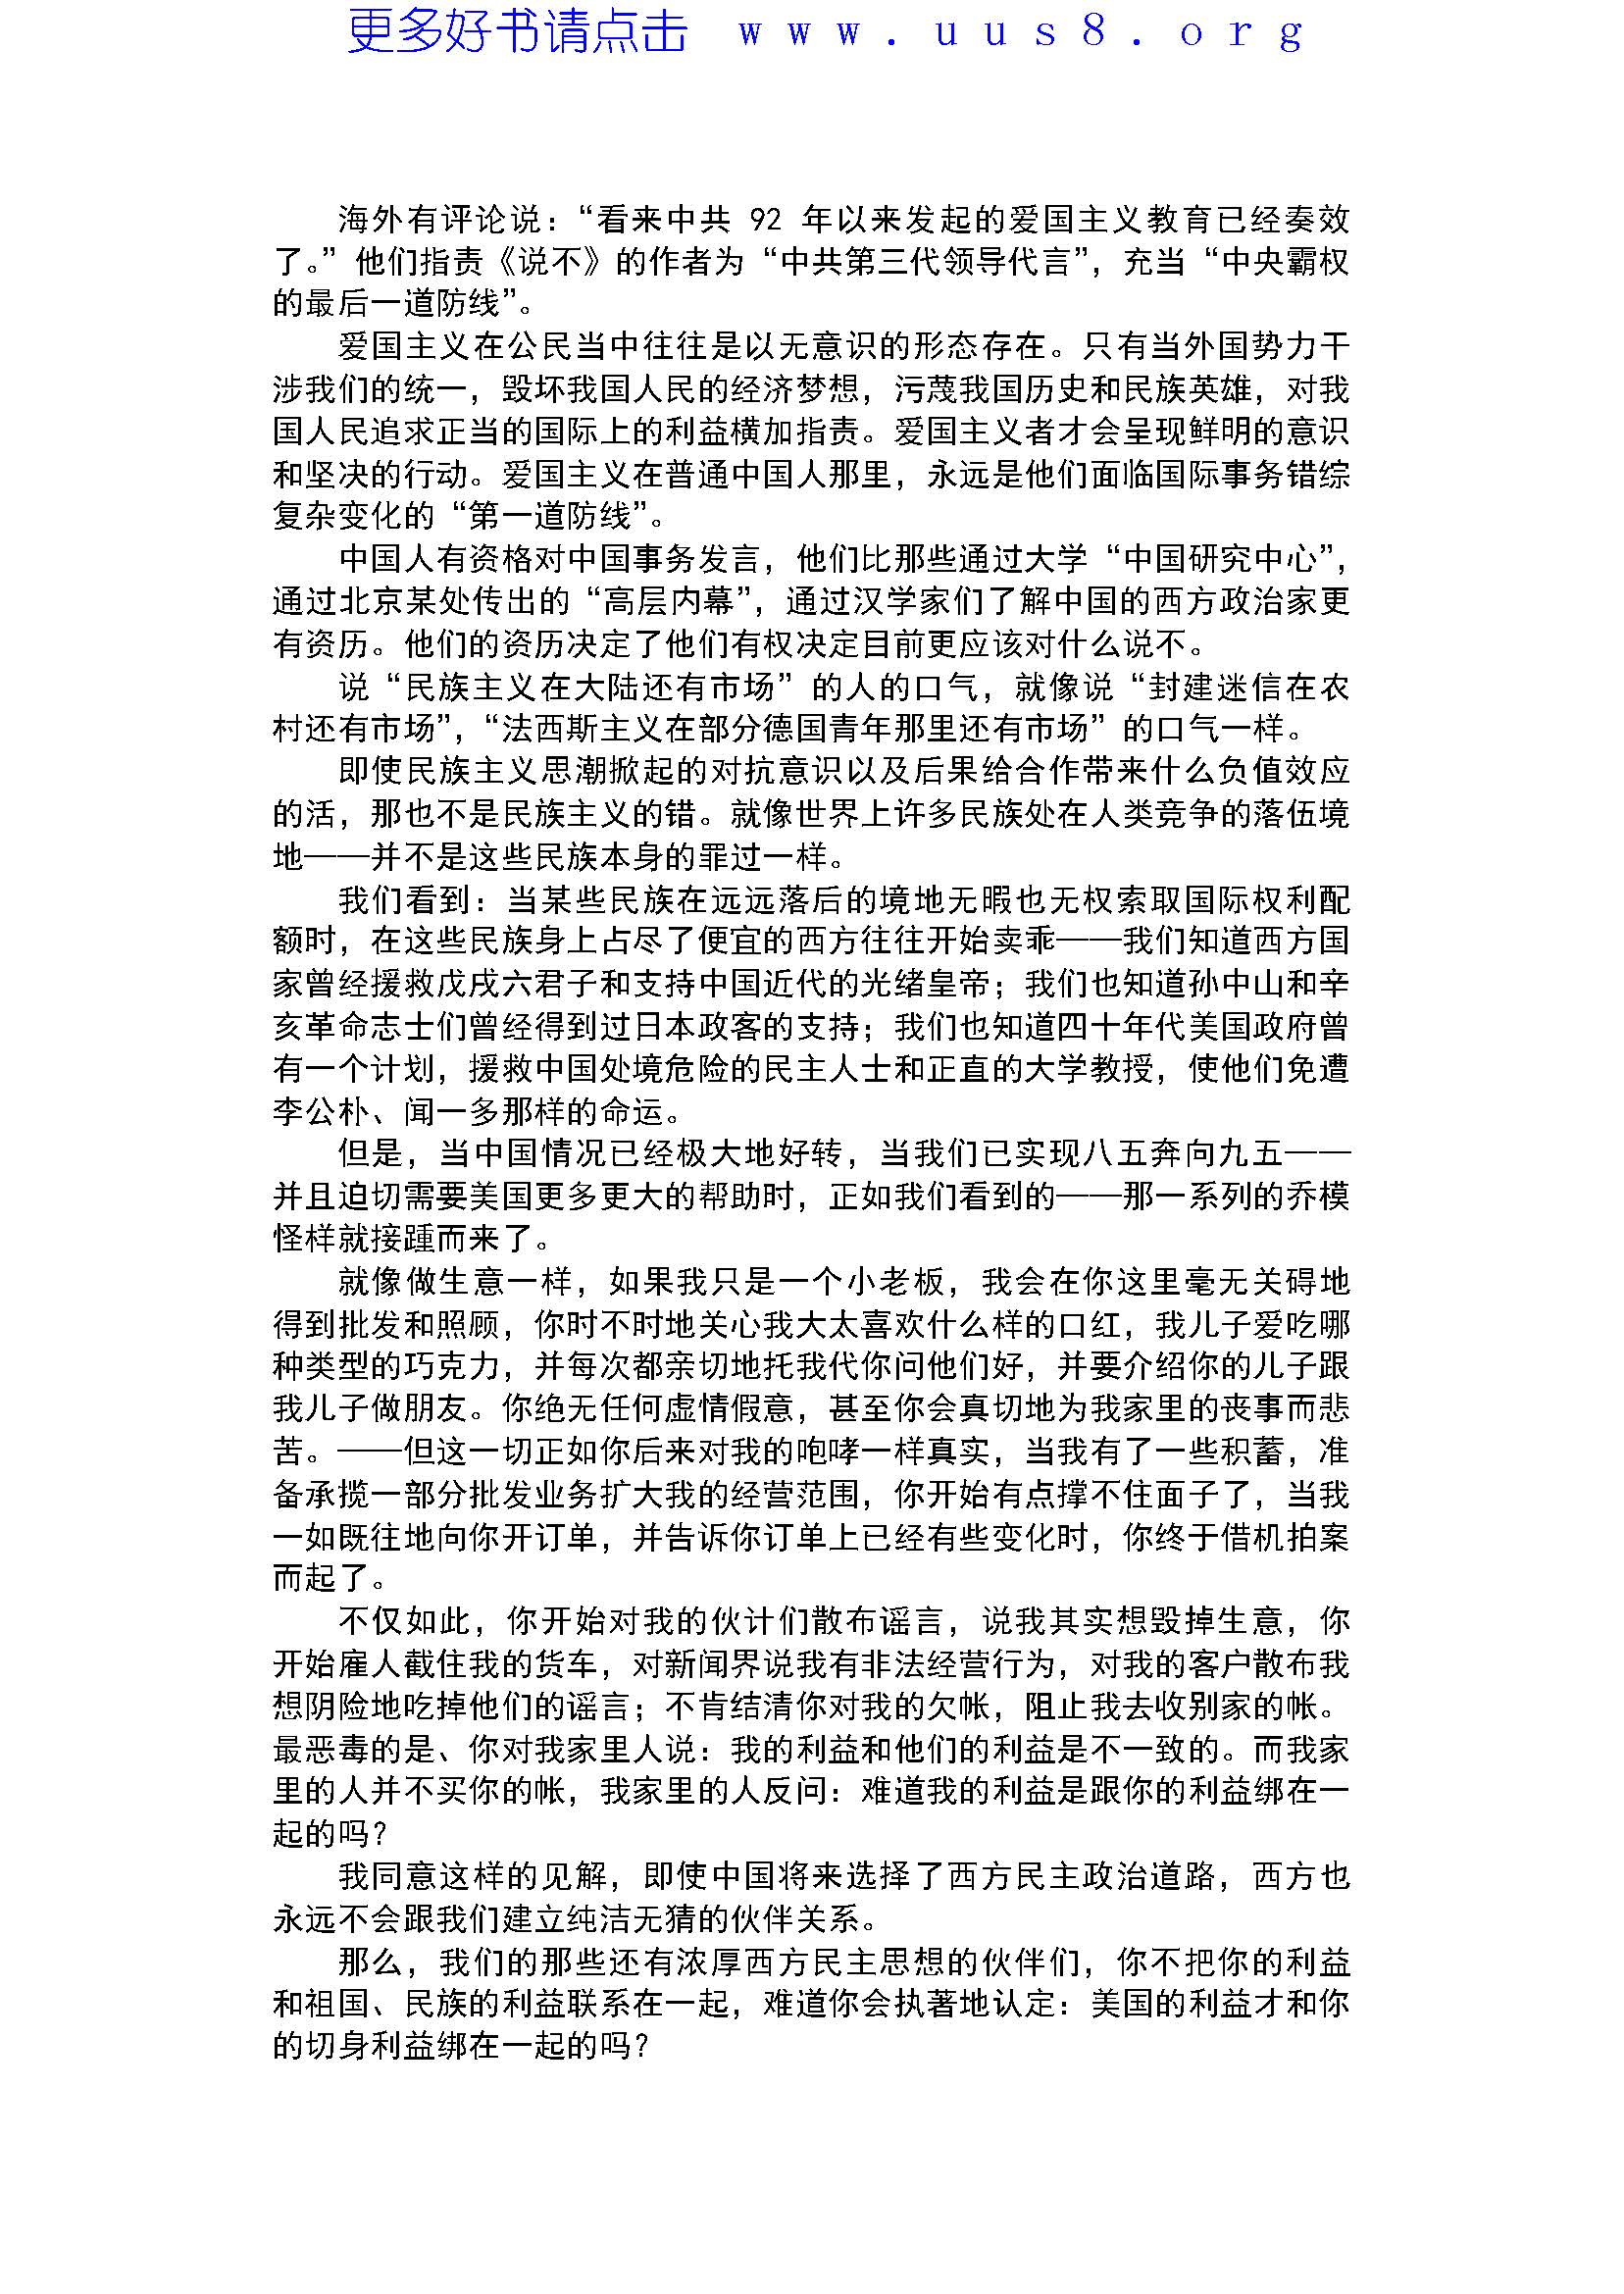 更多好书请点击 www.uus8.org
海外有评论说：“看来中共 92 年以来发起的爱国主义教育已经奏效
了。”他们指责《说不》的作者为“中共第三代领导代言”，充当“中央霸权
的最后一道防线”。
爱国主义在公民当中往往是以无意识的形态存在。只有当外国势力干
涉我们的统一，毁坏我国人民的经济梦想，污蔑我国历史和民族英雄，对我
国人民追求正当的国际上的利益横加指责。爱国主义者才会呈现鲜明的意识
和坚决的行动。爱国主义在普通中国人那里，永远是他们面临国际事务错综
复杂变化的“第一道防线”。
中国人有资格对中国事务发言，他们比那些通过大学“中国研究中心”，
通过北京某处传出的“高层内幕”，通过汉学家们了解中国的西方政治家更
有资历。他们的资历决定了他们有权决定目前更应该对什么说不。
说“民族主义在大陆还有市场”的人的口气，就像说“封建迷信在农
村还有市场”，“法西斯主义在部分德国青年那里还有市场”的口气一样。
即使民族主义思潮掀起的对抗意识以及后果给合作带来什么负值效应
的活，那也不是民族主义的错。就像世界上许多民族处在人类竞争的落伍境
地——并不是这些民族本身的罪过一样。
我们看到：当某些民族在远远落后的境地无暇也无权索取国际权利配
额时，在这些民族身上占尽了便宜的西方往往开始卖乖——我们知道西方国
家曾经援救戊戌六君子和支持中国近代的光绪皇帝；我们也知道孙中山和辛
亥革命志士们曾经得到过日本政客的支持；我们也知道四十年代美国政府曾
有一个计划，援救中国处境危险的民主人士和正直的大学教授，使他们免遭
李公朴、闻一多那样的命运。
但是，当中国情况已经极大地好转，当我们已实现八五奔向九五——
并且迫切需要美国更多更大的帮助时，正如我们看到的——那一系列的乔模
怪样就接踵而来了。
就像做生意一样，如果我只是一个小老板，我会在你这里毫无关碍地
得到批发和照顾，你时不时地关心我大太喜欢什么样的口红，我儿子爱吃哪
种类型的巧克力，并每次都亲切地托我代你问他们好，并要介绍你的儿子跟
我儿子做朋友。你绝无任何虚情假意，甚至你会真切地为我家里的丧事而悲
苦。——但这一切正如你后来对我的咆哮一样真实，当我有了一些积蓄，准
备承揽一部分批发业务扩大我的经营范围，你开始有点撑不住面子了，当我
一如既往地向你开订单，并告诉你订单上已经有些变化时，你终于借机拍案
而起了。
不仅如此，你开始对我的伙计们散布谣言，说我其实想毁掉生意，你
开始雇人截住我的货车，对新闻界说我有非法经营行为，对我的客户散布我
想阴险地吃掉他们的谣言；不肯结清你对我的欠帐，阻止我去收别家的帐。
最恶毒的是、你对我家里人说：我的利益和他们的利益是不一致的。而我家
里的人并不买你的帐，我家里的人反问：难道我的利益是跟你的利益绑在一
起的吗？
我同意这样的见解，即使中国将来选择了西方民主政治道路，西方也
永远不会跟我们建立纯洁无猜的伙伴关系。
那么，我们的那些还有浓厚西方民主思想的伙伴们，你不把你的利益
和祖国、民族的利益联系在一起，难道你会执著地认定：美国的利益才和你
的切身利益绑在一起的吗？